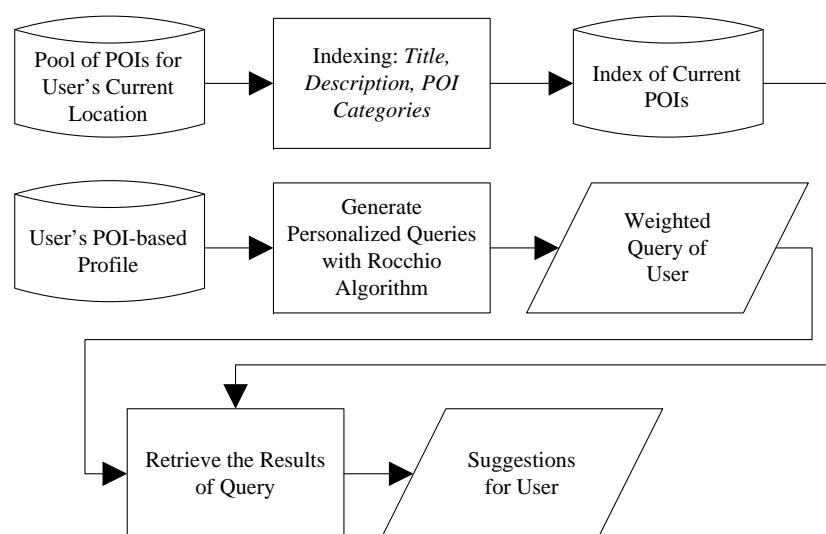 Pool of POIs for
User's Current
Location
Indexing: Title,
Description, POI
Categories
Index of Current
POIs
User's POI-based
Profile
Generate
Personalized Queries
with Rocchio
Algorithm
Weighted
Query of
User
Retrieve the Results
of Query
Suggestions
for User